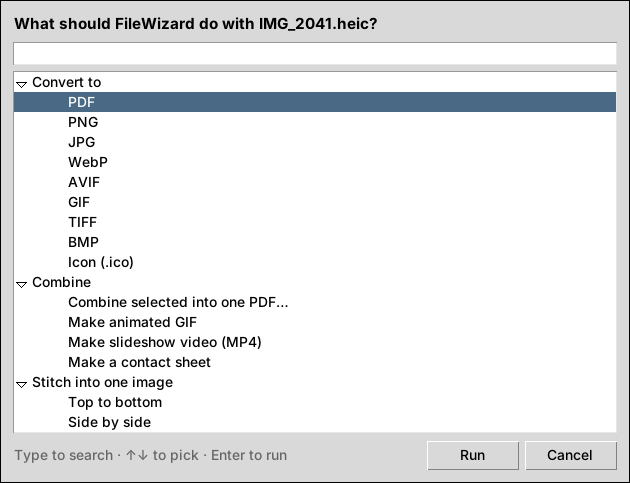 What should FileWizard do with IMG_2041.heic?
Convert to
PDF
PNG
JPG
WebP
AVIF
GIF
TIFF
BMP
Icon (.ico)
Combine
Combine selected into one PDF...
Make animated GIF
Make slideshow video (MP4)
Make a contact sheet
Stitch into one image
Top to bottom
Side by side
Type to search · ↑↓ to pick · Enter to run
Run
Cancel